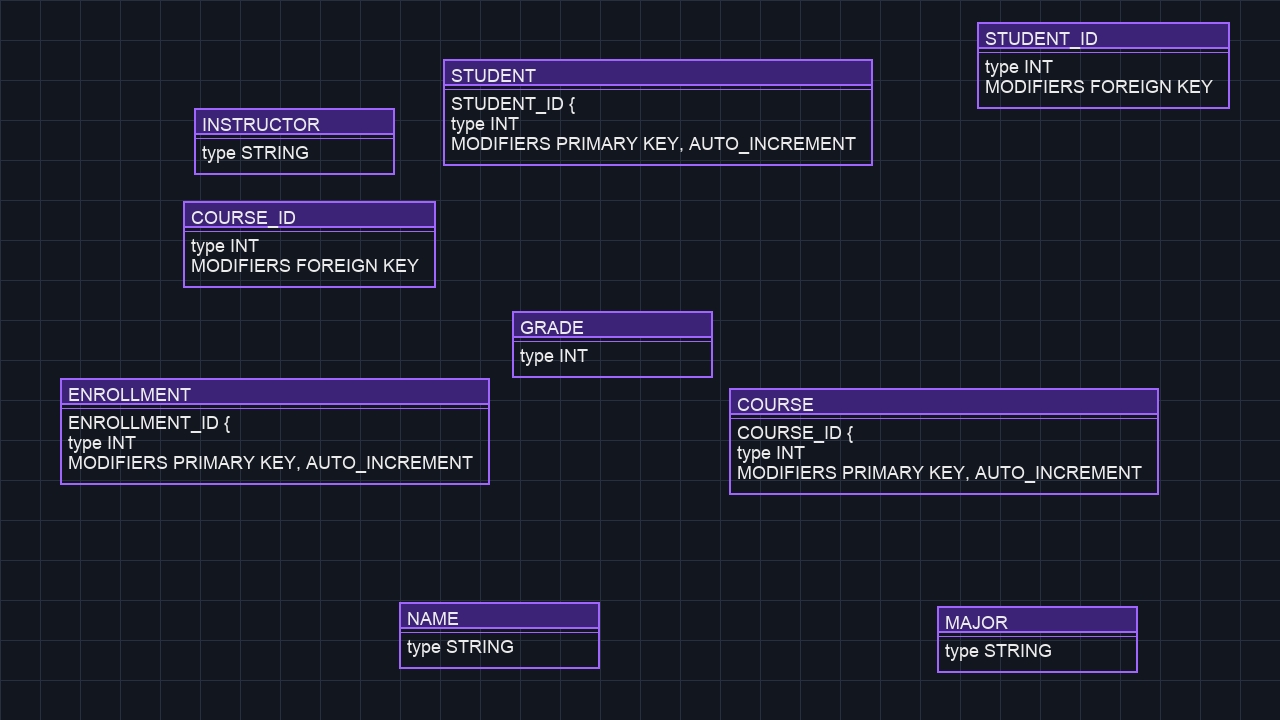 STUDENT_ID
type INT
MODIFIERS FOREIGN KEY
STUDENT
STUDENT_ID {
type INT
MODIFIERS PRIMARY KEY, AUTO_INCREMENT
INSTRUCTOR
type STRING
COURSE_ID
type INT
MODIFIERS FOREIGN KEY
GRADE
type INT
ENROLLMENT
ENROLLMENT_ID {
type INT
MODIFIERS PRIMARY KEY, AUTO_INCREMENT
COURSE
COURSE_ID {
type INT
MODIFIERS PRIMARY KEY, AUTO_INCREMENT
NAME
type STRING
MAJOR
type STRING